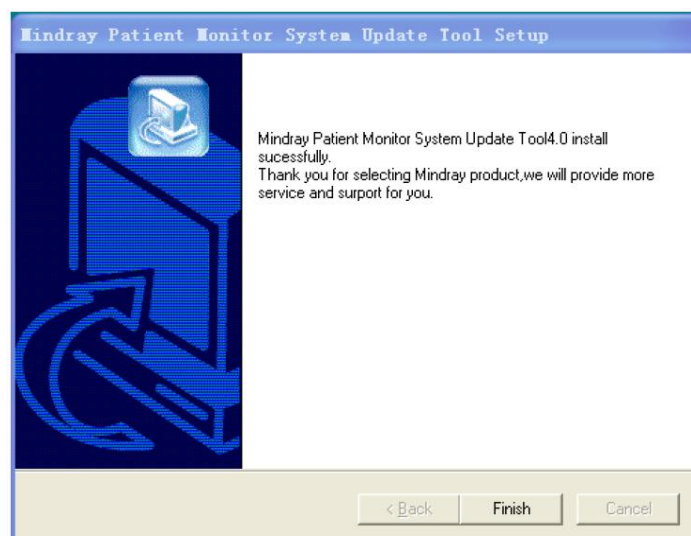 Mindray Patient Monitor System Update Tool Setup
Mindray Patient Monitor System Update Tool4.0 install
sucessfully.
Thank you for selecting Mindray product,we will provide more
service and surport for you.
< Back
Finish
Cancel